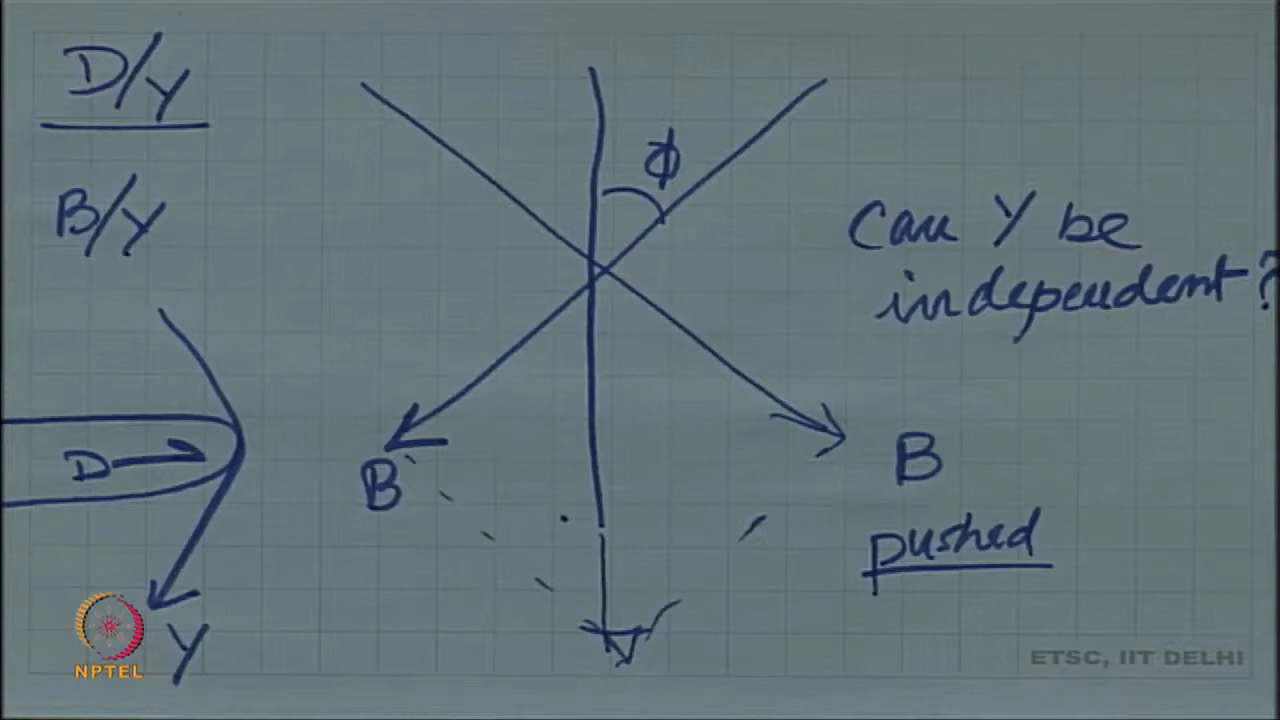 D/Y
B/Y
ϕ
Can Y be
independent?
D
B
B
pushed
Y
NPTEL
ETSC, IIT DELHI